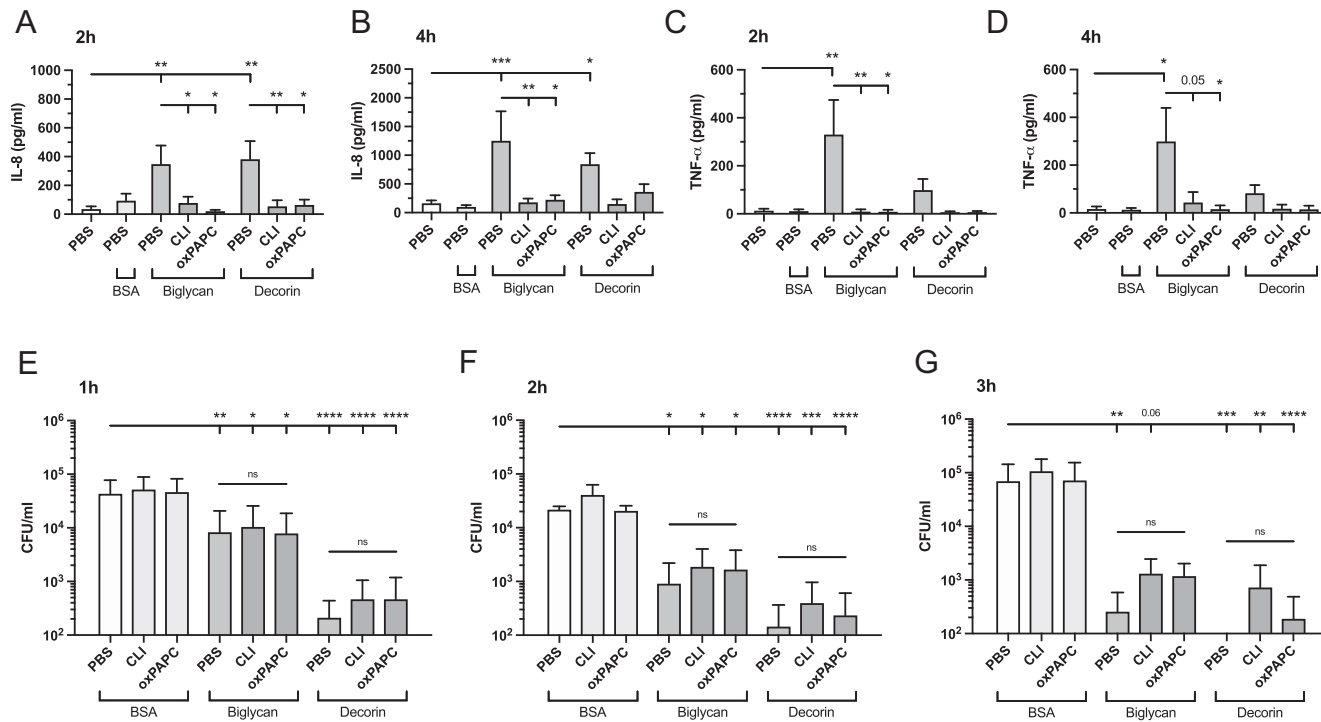 A
2h
** **
* * ** *
IL-8 (pg/ml)
1000
800
600
400
200
0
PBS PBS PBS CLI oxPAPC PBS CLI oxPAPC
BSA Biglycan Decorin
B
4h
*** *
** *
IL-8 (pg/ml)
2500
2000
1500
1000
500
0
PBS PBS PBS CLI oxPAPC PBS CLI oxPAPC
BSA Biglycan Decorin
C
2h
**
** *
TNF-α (pg/ml)
600
400
200
0
PBS PBS PBS CLI oxPAPC PBS CLI oxPAPC
BSA Biglycan Decorin
D
4h
*
0.05 *
TNF-α (pg/ml)
600
400
200
0
PBS PBS PBS CLI oxPAPC PBS CLI oxPAPC
BSA Biglycan Decorin
E
1h
** * * **** **** ****
ns
ns
CFU/ml
10⁶
10⁵
10⁴
10³
10²
PBS CLI oxPAPC PBS CLI oxPAPC PBS CLI oxPAPC
BSA Biglycan Decorin
F
2h
* * * **** *** ****
ns
ns
CFU/ml
10⁶
10⁵
10⁴
10³
10²
PBS CLI oxPAPC PBS CLI oxPAPC PBS CLI oxPAPC
BSA Biglycan Decorin
G
3h
** 0.06 *** ** ****
ns
ns
CFU/ml
10⁶
10⁵
10⁴
10³
10²
PBS CLI oxPAPC PBS CLI oxPAPC PBS CLI oxPAPC
BSA Biglycan Decorin